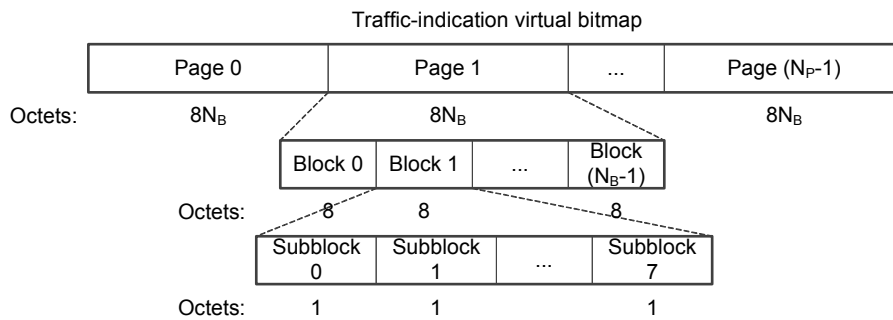 Traffic-indication virtual bitmap
Page 0 Page 1 ... Page (NP-1)
Octets: 8NB 8NB 8NB
Block 0 Block 1 ... Block
(NB-1)
Octets: 8 8 8
Subblock Subblock ... Subblock
0 1 7
Octets: 1 1 1